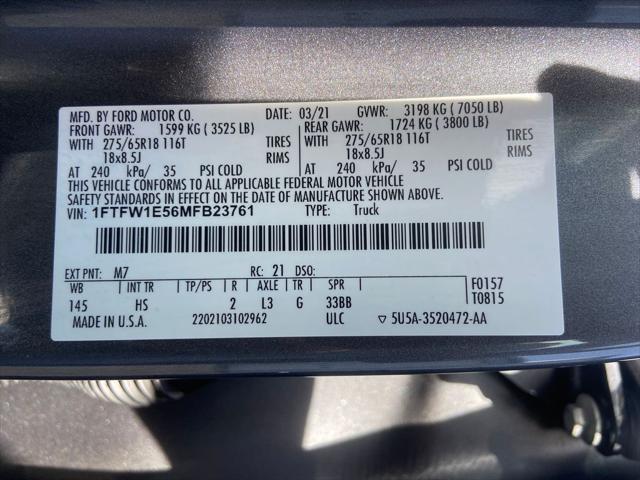 MFD. BY FORD MOTOR CO. DATE: 03/21 GVWR: 3198 KG ( 7050 LB)
FRONT GAWR: 1599 KG ( 3525 LB) REAR GAWR: 1724 KG ( 3800 LB)
WITH 275/65R18 116T TIRES WITH 275/65R18 116T TIRES
18x8.5J RIMS 18x8.5J RIMS
AT 240 kPa/ 35 PSI COLD AT 240 kPa/ 35 PSI COLD
THIS VEHICLE CONFORMS TO ALL APPLICABLE FEDERAL MOTOR VEHICLE
SAFETY STANDARDS IN EFFECT ON THE DATE OF MANUFACTURE SHOWN ABOVE.
VIN: 1FTFW1E56MFB23761 TYPE: Truck
EXT PNT: M7 RC: 21 DSO:
WB INT TR TP/PS R AXLE TR SPR F0157
145 HS 2 L3 G 33BB T0815
MADE IN U.S.A. 2202103102962 ULC ▽ 5U5A-3520472-AA